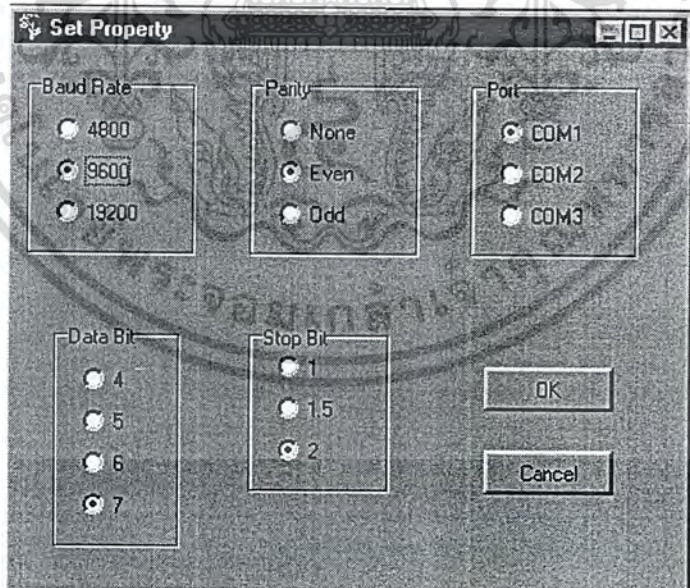 Set Property
Baud Rate
4800
9600
19200
Parity
None
Even
Odd
Port
COM1
COM2
COM3
Data Bit
4
5
6
7
Stop Bit
1
1.5
2
OK
Cancel